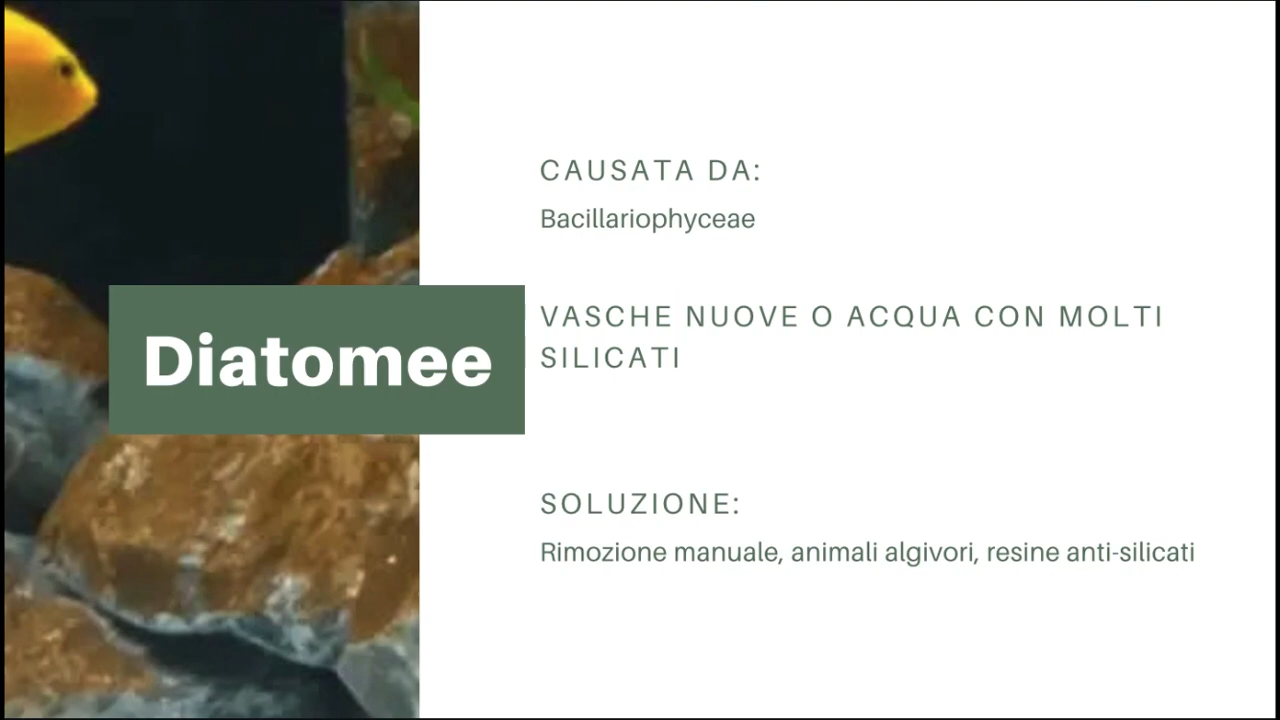 CAUSATA DA:
Bacillariophyceae
Diatomee
VASCHE NUOVE O ACQUA CON MOLTI
SILICATI
SOLUZIONE:
Rimozione manuale, animali algivori, resine anti-silicati